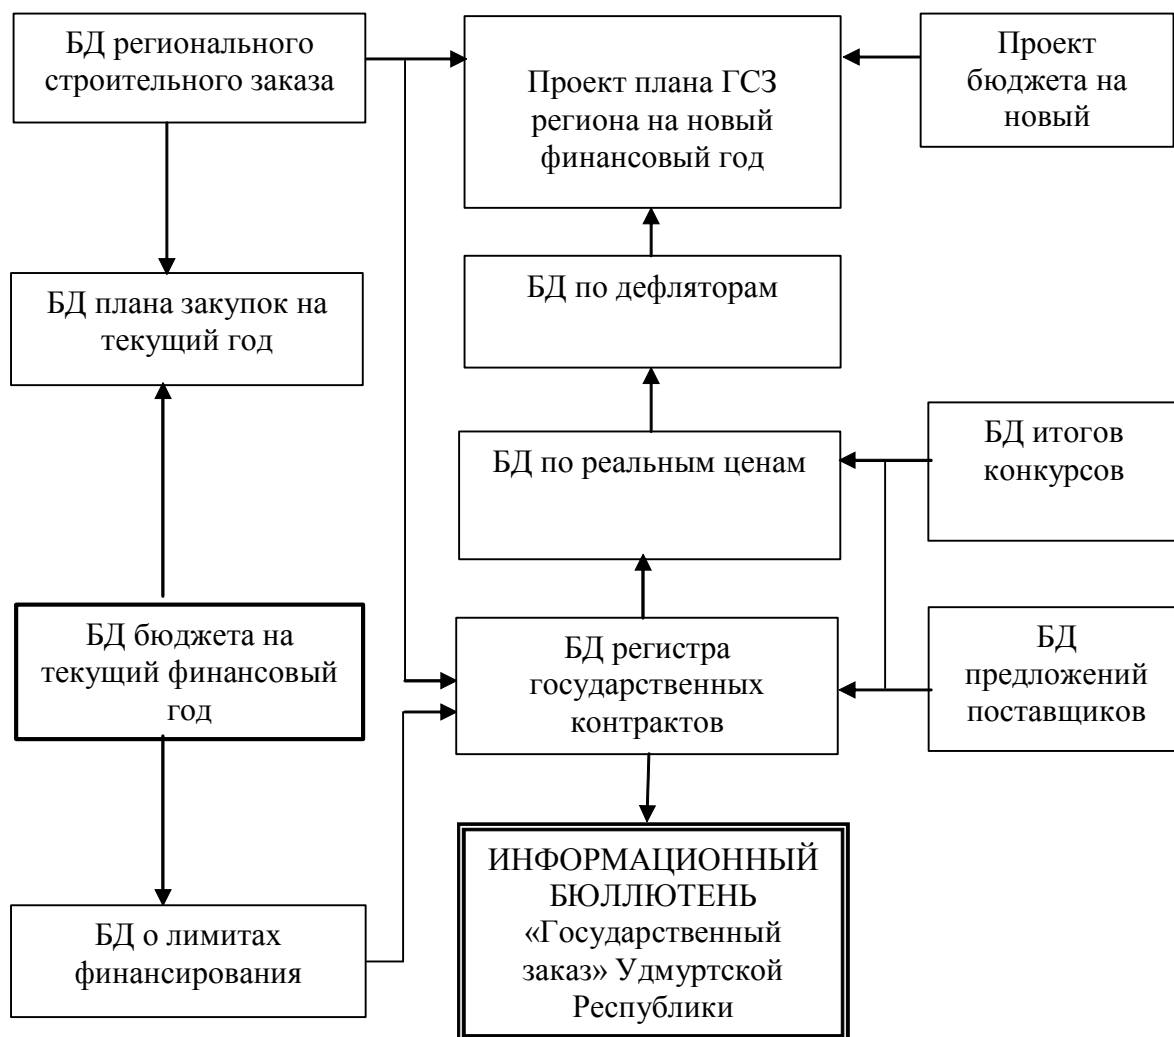 БД регионального
строительного заказа
Проект плана ГСЗ
региона на новый
финансовый год
Проект
бюджета на
новый
БД плана закупок на
текущий год
БД по дефляторам
БД по реальным ценам
БД итогов
конкурсов
БД бюджета на
текущий финансовый
год
БД регистра
государственных
контрактов
БД
предложений
поставщиков
БД о лимитах
финансирования
ИНФОРМАЦИОННЫЙ
БЮЛЛЮТЕНЬ
«Государственный
заказ» Удмуртской
Республики